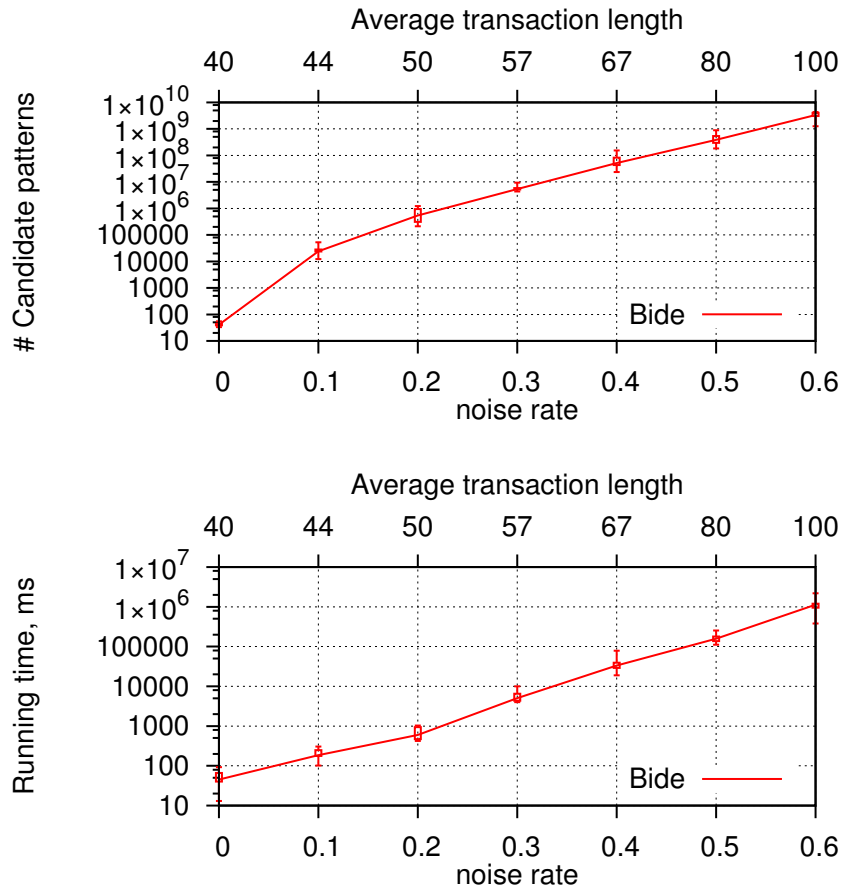 Average transaction length
40 44 50 57 67 80 100
# Candidate patterns
1×10^10
1×10^9
1×10^8
1×10^7
1×10^6
100000
10000
1000
100
10
Bide
0 0.1 0.2 0.3 0.4 0.5 0.6
noise rate
Average transaction length
40 44 50 57 67 80 100
Running time, ms
1×10^7
1×10^6
100000
10000
1000
100
10
Bide
0 0.1 0.2 0.3 0.4 0.5 0.6
noise rate